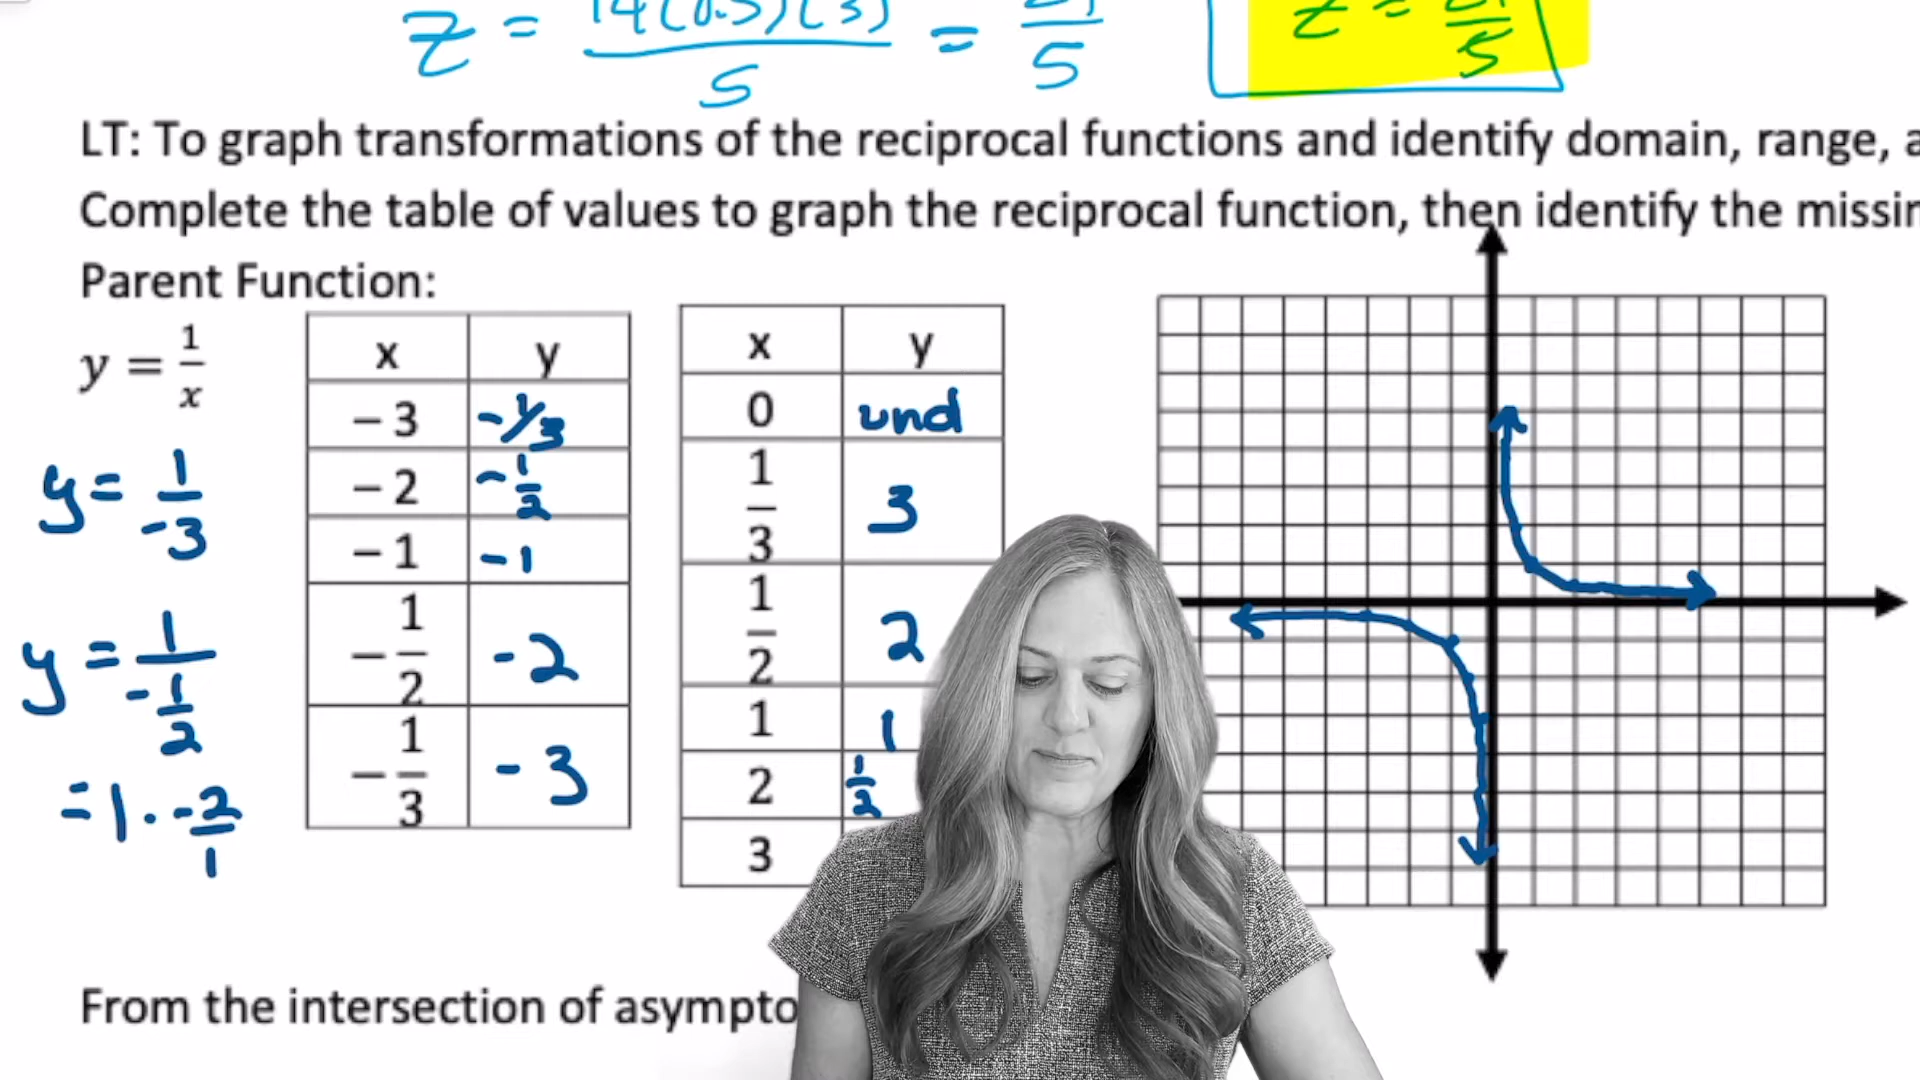 z = 14(0.5)(3) / 5 = 21 / 5   z = 21 / 5
LT: To graph transformations of the reciprocal functions and identify domain, range,
Complete the table of values to graph the reciprocal function, then identify the
Parent Function:
y = 1/x
y = 1/-3
y = 1/-1/2
= 1 · -2/1
x y
-3 -1/3
-2 -1/2
-1 -1
-1/2 -2
-1/3 -3
x y
0 und
1/3 3
1/2 2
1 1
2 1/2
3
From the intersection of